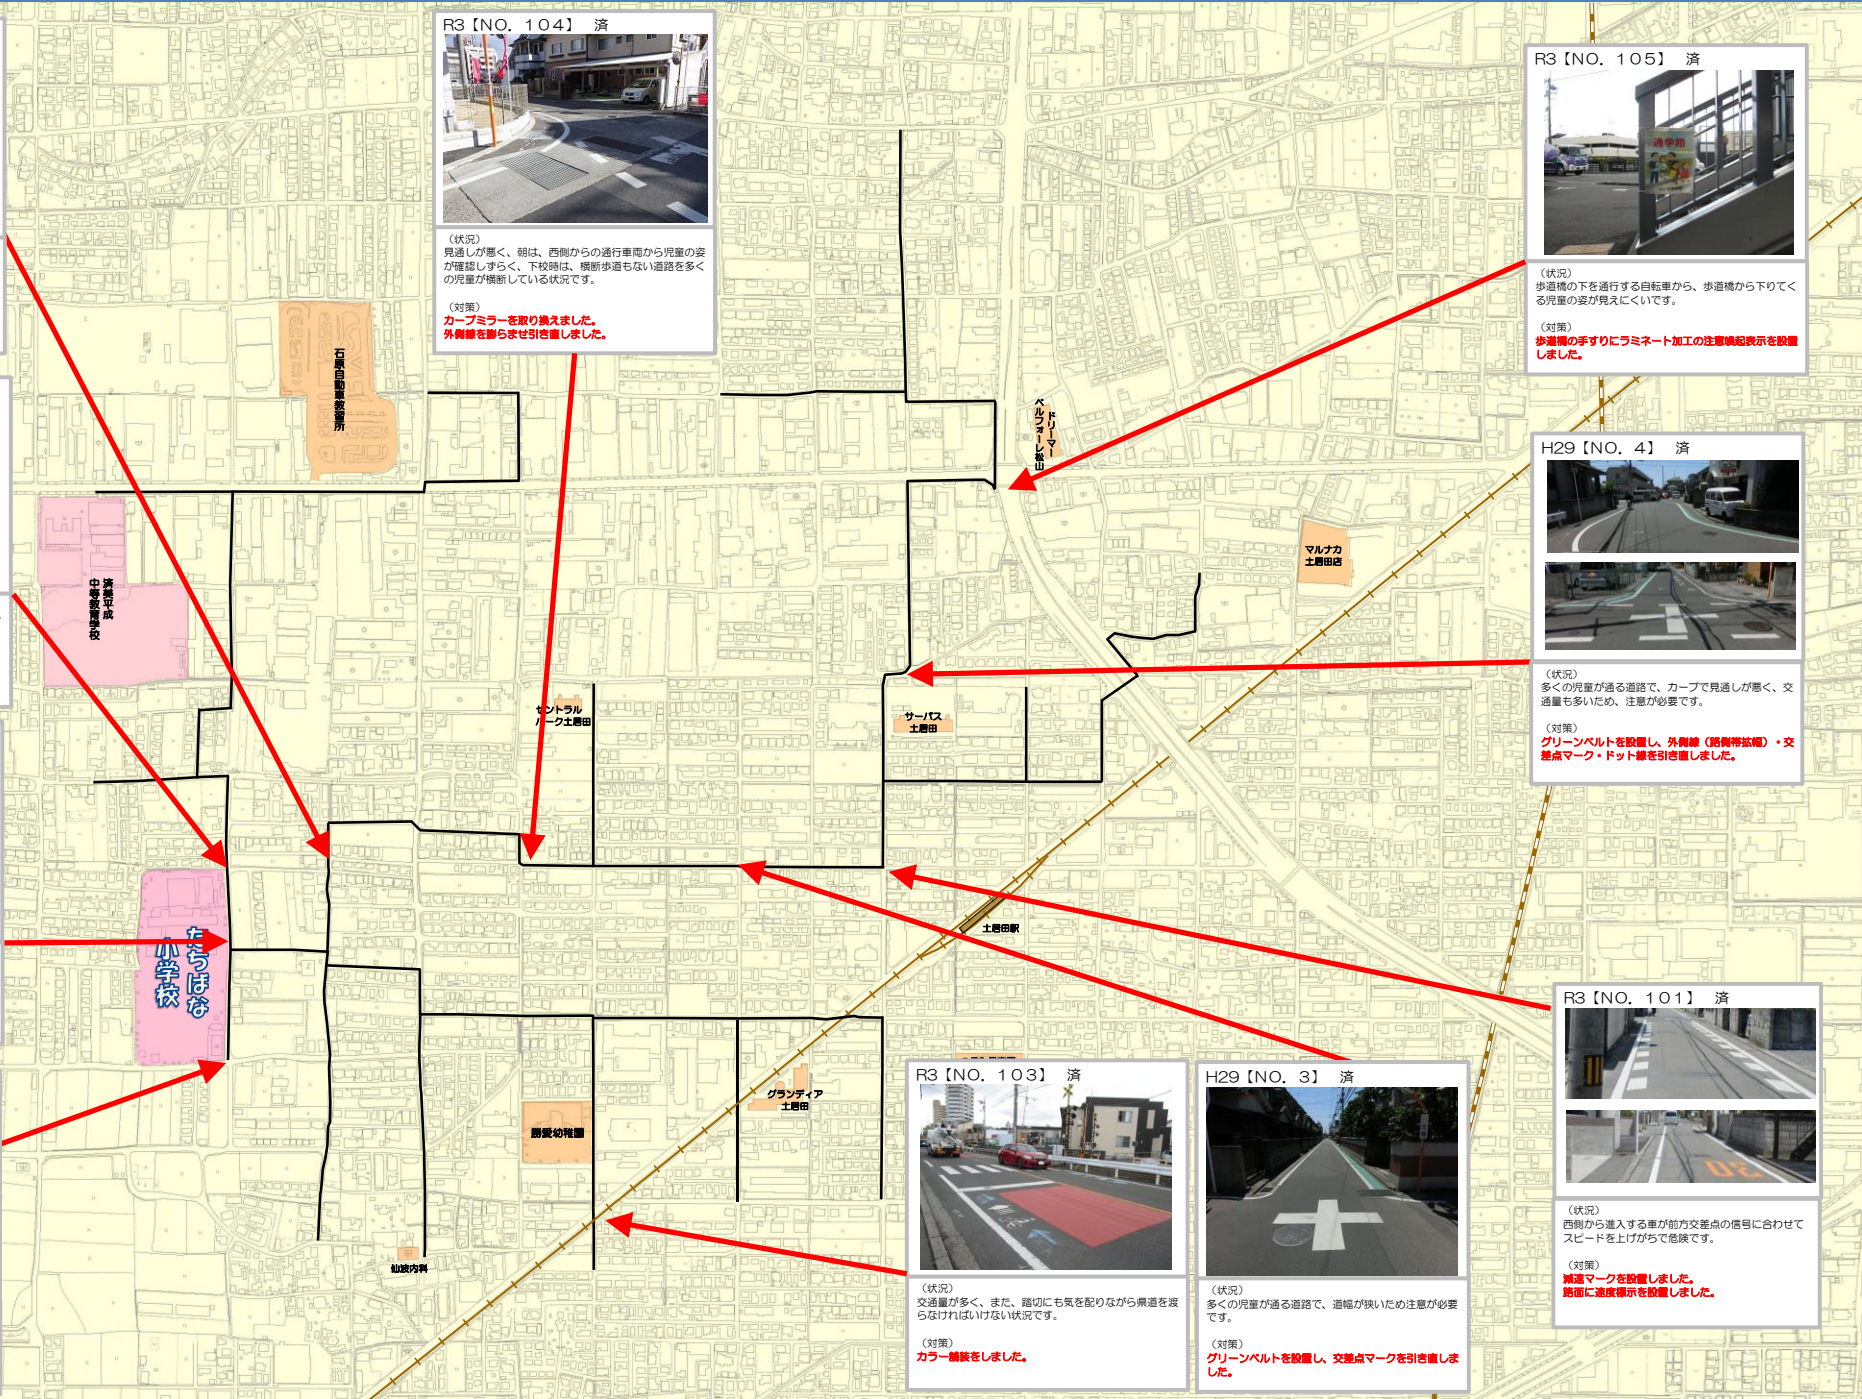 R3【NO. 104】 済
（状況）
見通しが悪く、朝は、西側からの通行車両から児童の姿
が確認しずらく、下校時は、横断歩道もない道路を多く
の児童が横断している状況です。
（対策）
カーブミラーを取り換えました。
外側線を膨らませ引き直しました。
R3【NO. 105】 済
通学路
（状況）
歩道橋の下を通行する自転車から、歩道橋から下りてく
る児童の姿が見えにくいです。
（対策）
歩道橋の手すりにラミネート加工の注意喚起表示を設置
しました。
石原自動車教習所
ドリーマー
ベルフォーレ松山
H29【NO. 4】 済
（状況）
多くの児童が通る道路で、カーブで見通しが悪く、交
通量も多いため、注意が必要です。
（対策）
グリーンベルトを設置し、外側線（路側帯拡幅）・交
差点マーク・ドット線を引き直しました。
マルナカ
土居田店
済美平成
中等教育学校
セントラル
パーク土居田
サーパス
土居田
土居田駅
たちばな
小学校
R3【NO. 101】 済
30
（状況）
西側から進入する車が前方交差点の信号に合わせて
スピードを上げがちで危険です。
（対策）
減速マークを設置しました。
路面に速度標示を設置しました。
グランディア
土居田
勝愛幼稚園
仙波内科
R3【NO. 103】 済
（状況）
交通量が多く、また、踏切にも気を配りながら県道を渡
らなければいけない状況です。
（対策）
カラー舗装をしました。
H29【NO. 3】 済
（状況）
多くの児童が通る道路で、道幅が狭いため注意が必要
です。
（対策）
グリーンベルトを設置し、交差点マークを引き直しま
した。